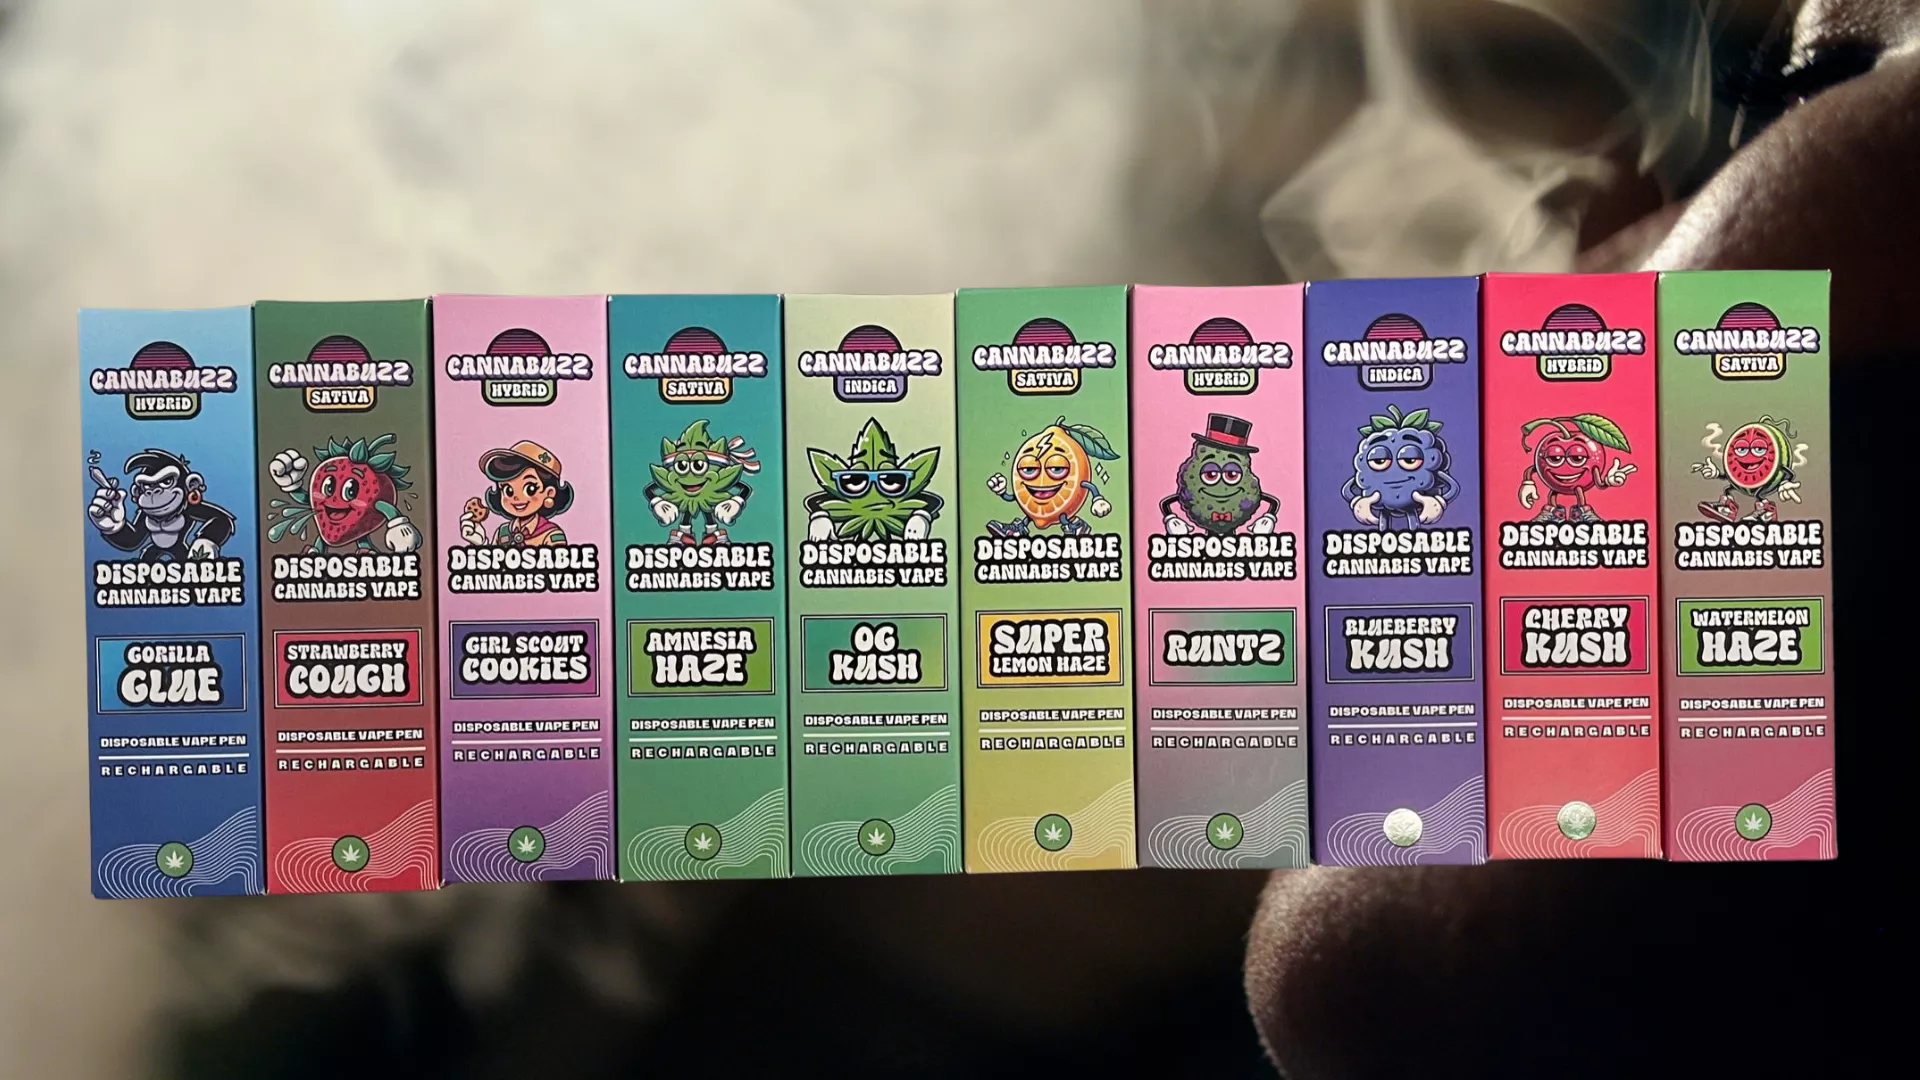 CANNABUZZ
HYBRID
DISPOSABLE
CANNABIS VAPE
GORILLA
GLUE
DISPOSABLE VAPE PEN
RECHARGABLE
CANNABUZZ
SATIVA
DISPOSABLE
CANNABIS VAPE
STRAWBERRY
COUGH
DISPOSABLE VAPE PEN
RECHARGABLE
CANNABUZZ
HYBRID
DISPOSABLE
CANNABIS VAPE
GIRL SCOUT
COOKIES
DISPOSABLE VAPE PEN
RECHARGABLE
CANNABUZZ
SATIVA
DISPOSABLE
CANNABIS VAPE
AMNESIA
HAZE
DISPOSABLE VAPE PEN
RECHARGABLE
CANNABUZZ
INDICA
DISPOSABLE
CANNABIS VAPE
OG
KUSH
DISPOSABLE VAPE PEN
RECHARGABLE
CANNABUZZ
SATIVA
DISPOSABLE
CANNABIS VAPE
SUPER
LEMON HAZE
DISPOSABLE VAPE PEN
RECHARGABLE
CANNABUZZ
HYBRID
DISPOSABLE
CANNABIS VAPE
RUNTZ
DISPOSABLE VAPE PEN
RECHARGABLE
CANNABUZZ
INDICA
DISPOSABLE
CANNABIS VAPE
BLUEBERRY
KUSH
DISPOSABLE VAPE PEN
RECHARGABLE
CANNABUZZ
HYBRID
DISPOSABLE
CANNABIS VAPE
CHERRY
KUSH
DISPOSABLE VAPE PEN
RECHARGABLE
CANNABUZZ
SATIVA
DISPOSABLE
CANNABIS VAPE
WATERMELON
HAZE
DISPOSABLE VAPE PEN
RECHARGABLE